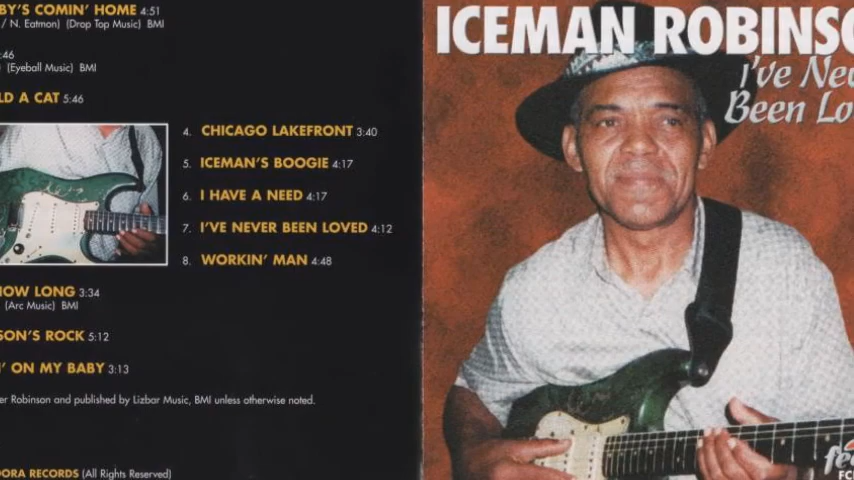 BY'S COMIN' HOME 4:51
/ N. Eatmon) (Drop Top Music) BMI
:46
(Eyeball Music) BMI
LD A CAT 5:46
4. CHICAGO LAKEFRONT 3:40
5. ICEMAN'S BOOGIE 4:17
6. I HAVE A NEED 4:17
7. I'VE NEVER BEEN LOVED 4:12
8. WORKIN' MAN 4:48
HOW LONG 3:34
(Arc Music) BMI
SON'S ROCK 5:12
N' ON MY BABY 3:13
er Robinson and published by Lizbar Music, BMI unless otherwise noted.
DORA RECORDS (All Rights Reserved)
ICEMAN ROBINSO
I've Nev
Been Lo
fe
FC